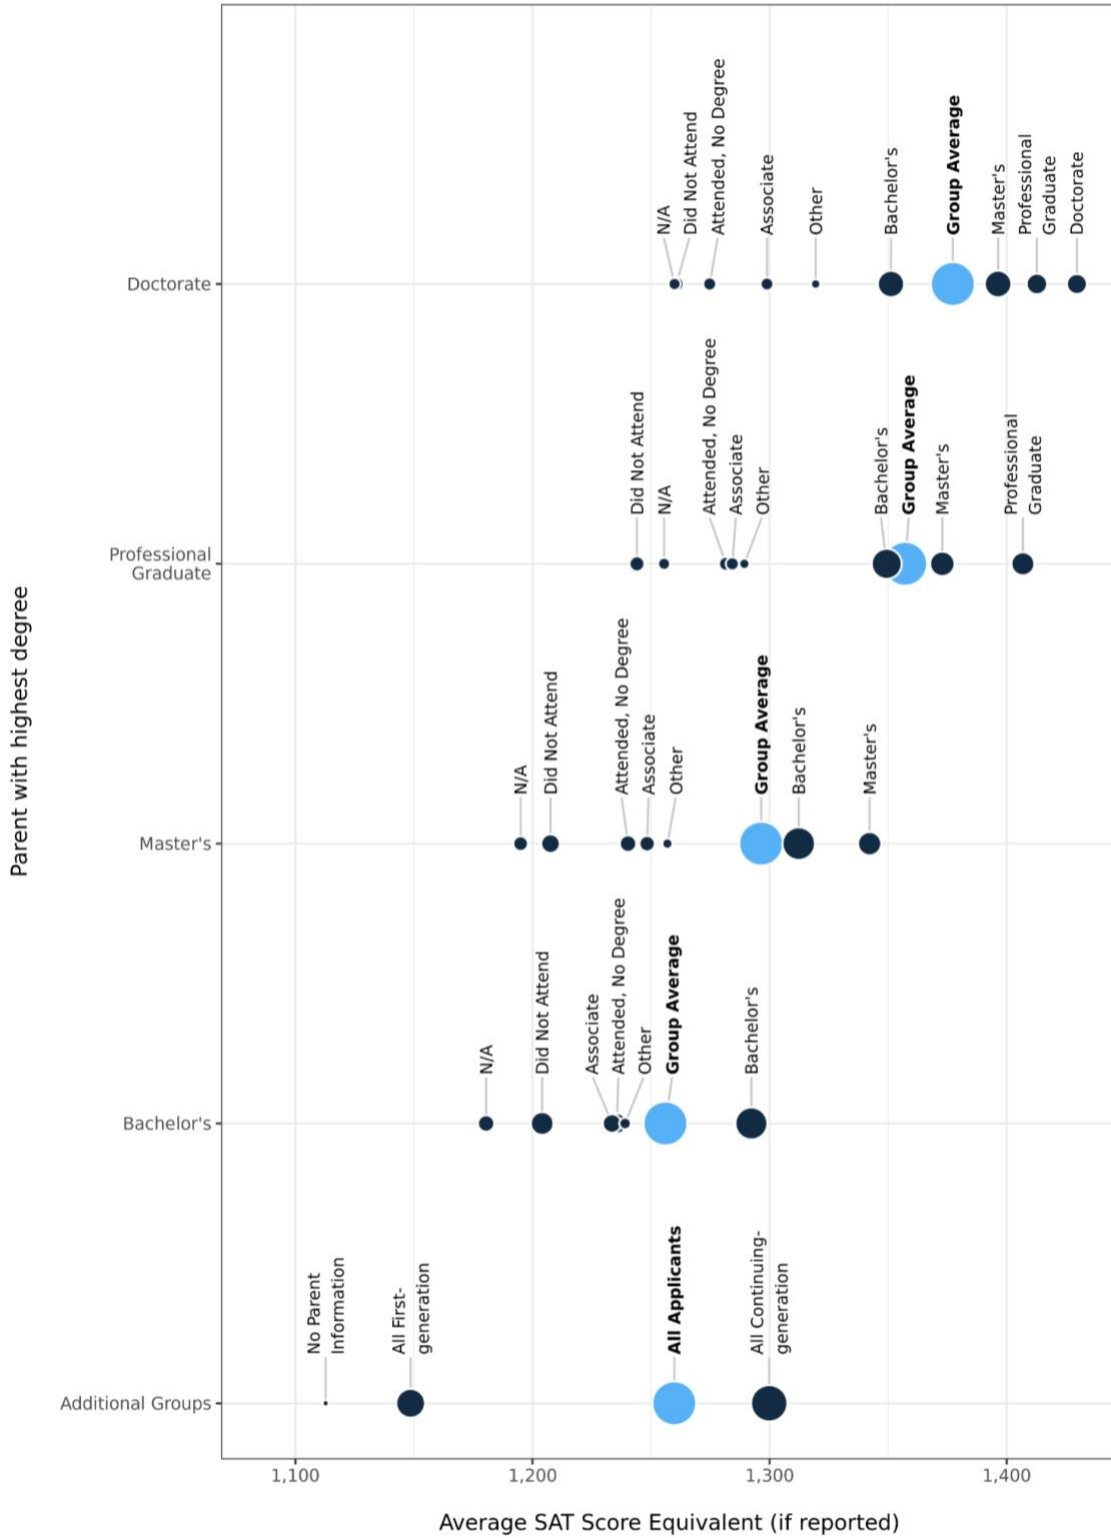 Parent with highest degree
Doctorate
N/A
Did Not Attend
Attended, No Degree
Associate
Other
Bachelor's
Group Average
Master's
Professional
Graduate
Doctorate
Professional
Graduate
Did Not Attend
N/A
Attended, No Degree
Associate
Other
Bachelor's
Group Average
Master's
Professional
Graduate
Master's
N/A
Did Not Attend
Attended, No Degree
Associate
Other
Group Average
Bachelor's
Master's
Bachelor's
N/A
Did Not Attend
Associate
Attended, No Degree
Other
Group Average
Bachelor's
Additional Groups
No Parent
Information
All First-
generation
All Applicants
All Continuing-
generation
1,100
1,200
1,300
1,400
Average SAT Score Equivalent (if reported)